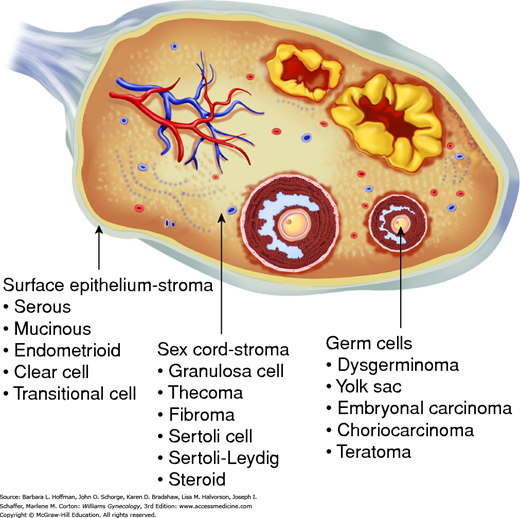 Surface epithelium-stroma
• Serous
• Mucinous
• Endometrioid
• Clear cell
• Transitional cell
Sex cord-stroma
• Granulosa cell
• Thecoma
• Fibroma
• Sertoli cell
• Sertoli-Leydig
• Steroid
Germ cells
• Dysgerminoma
• Yolk sac
• Embryonal carcinoma
• Choriocarcinoma
• Teratoma
Source: Barbara L. Hoffman, John O. Schorge, Karen D. Bradshaw, Lisa M. Halvorson, Joseph I.
Schaffer, Marlene M. Corton: Williams Gynecology, 3rd Edition: www.accessmedicine.com
Copyright © McGraw-Hill Education. All rights reserved.